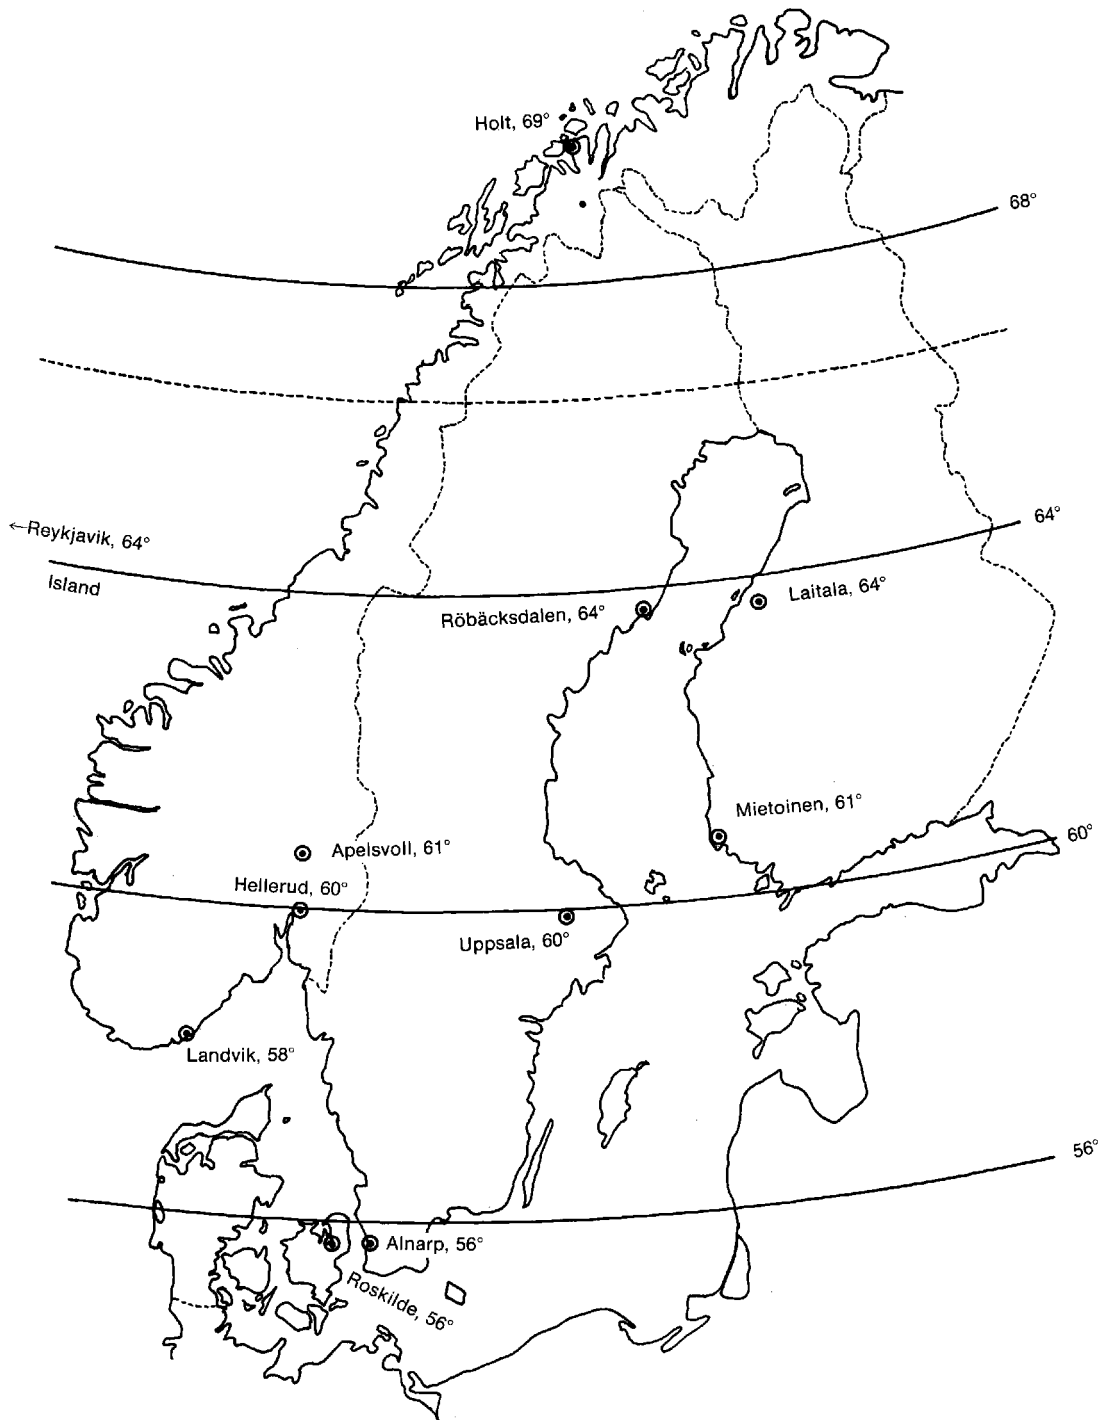 Holt, 69°
68°
64°
←Reykjavik, 64°
Island
Röbäcksdalen, 64°
Laitala, 64°
Mietoinen, 61°
60°
Apelsvoll, 61°
Hellerud, 60°
Uppsala, 60°
Landvik, 58°
56°
Alnarp, 56°
Roskilde, 56°